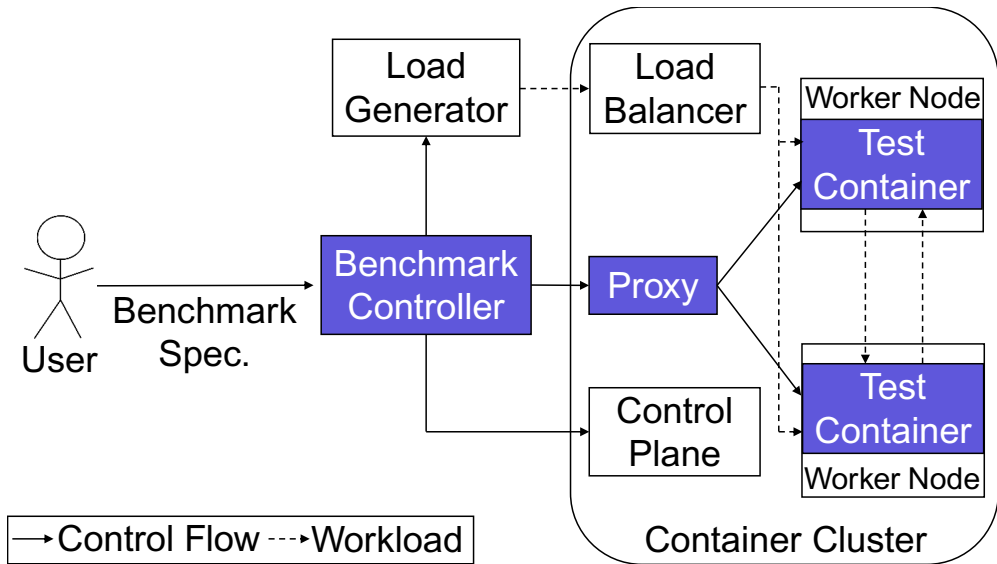 Load
Generator
Load
Balancer
Worker Node
Test
Container
Benchmark
Controller
Proxy
User
Benchmark
Spec.
Control
Plane
Test
Container
Worker Node
Control Flow
Workload
Container Cluster